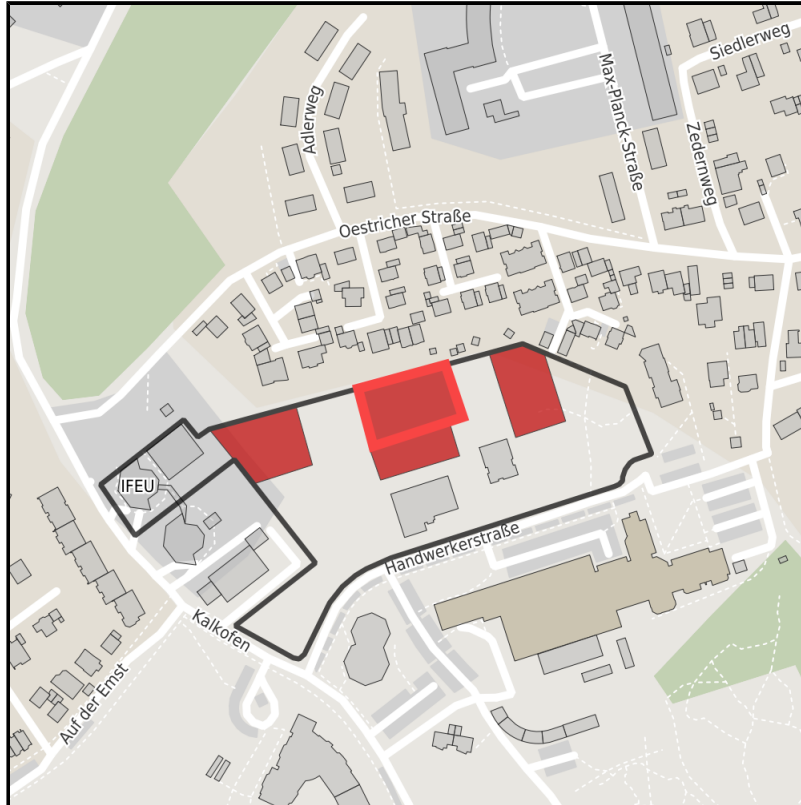 Siedlerweg
Max-Planck-Straße
Adlerweg
Zedernweg
Oestricher Straße
IFEU
Handwerkerstraße
Kalkofen
Auf der Emst